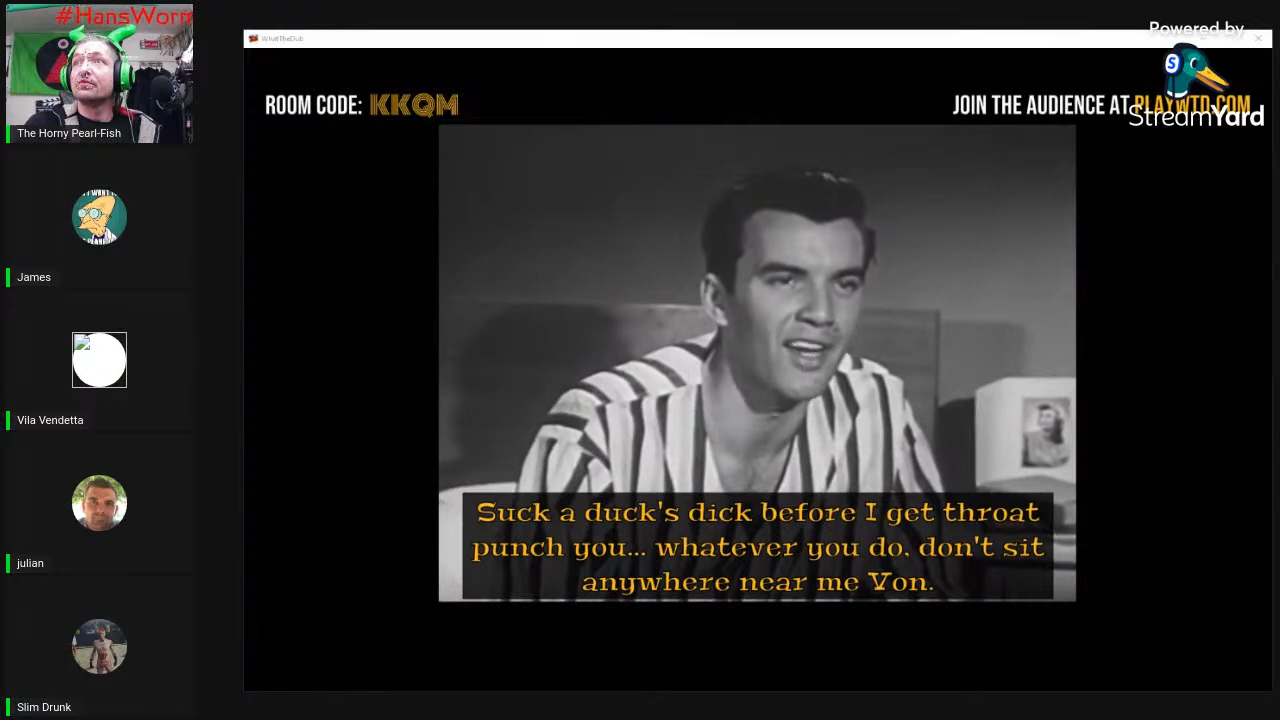 #HansWorm
The Horny Pearl-Fish
James
Vila Vendetta
julian
Slim Drunk
WhatTheDub
ROOM CODE: KKQM
JOIN THE AUDIENCE AT PLAYWTD.COM
Powered by
S
StreamYard
Suck a duck's dick before I get throat
punch you... whatever you do, don't sit
anywhere near me Von.